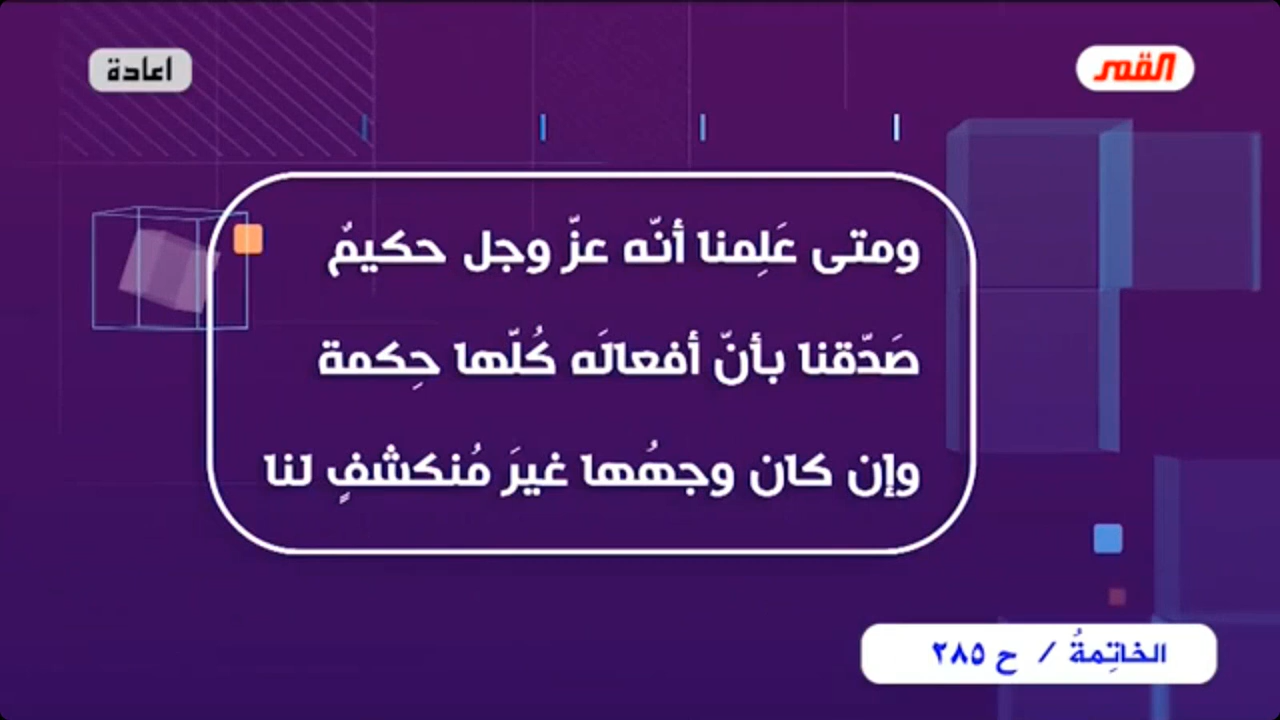 القمر
اعادة
ومتى عَلِمنا أنّه عزّ وجل حكيمٌ
صَدّقنا بأنّ أفعالَه كُلّها حِكمة
وإن كان وجهُها غيرَ مُنكشفٍ لنا
الخاتِمةُ / ح ٢٨٥